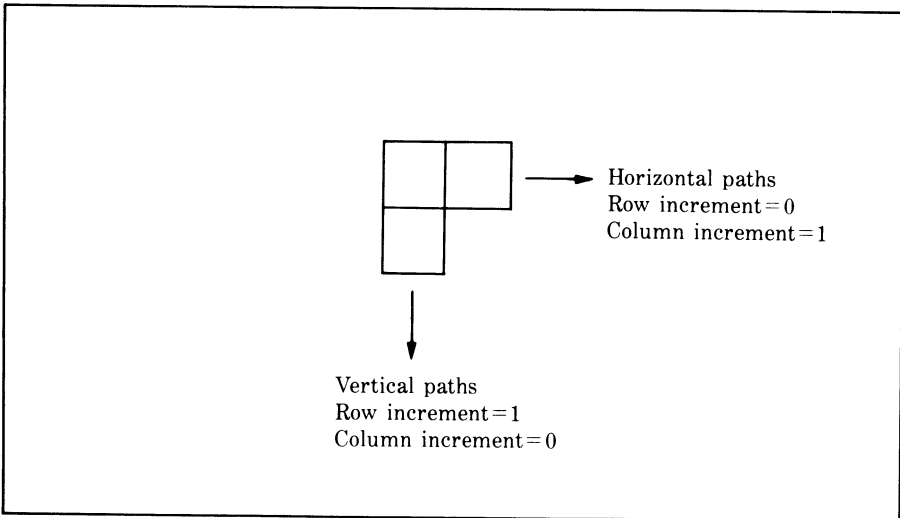 Horizontal paths
Row increment=0
Column increment=1
Vertical paths
Row increment=1
Column increment=0